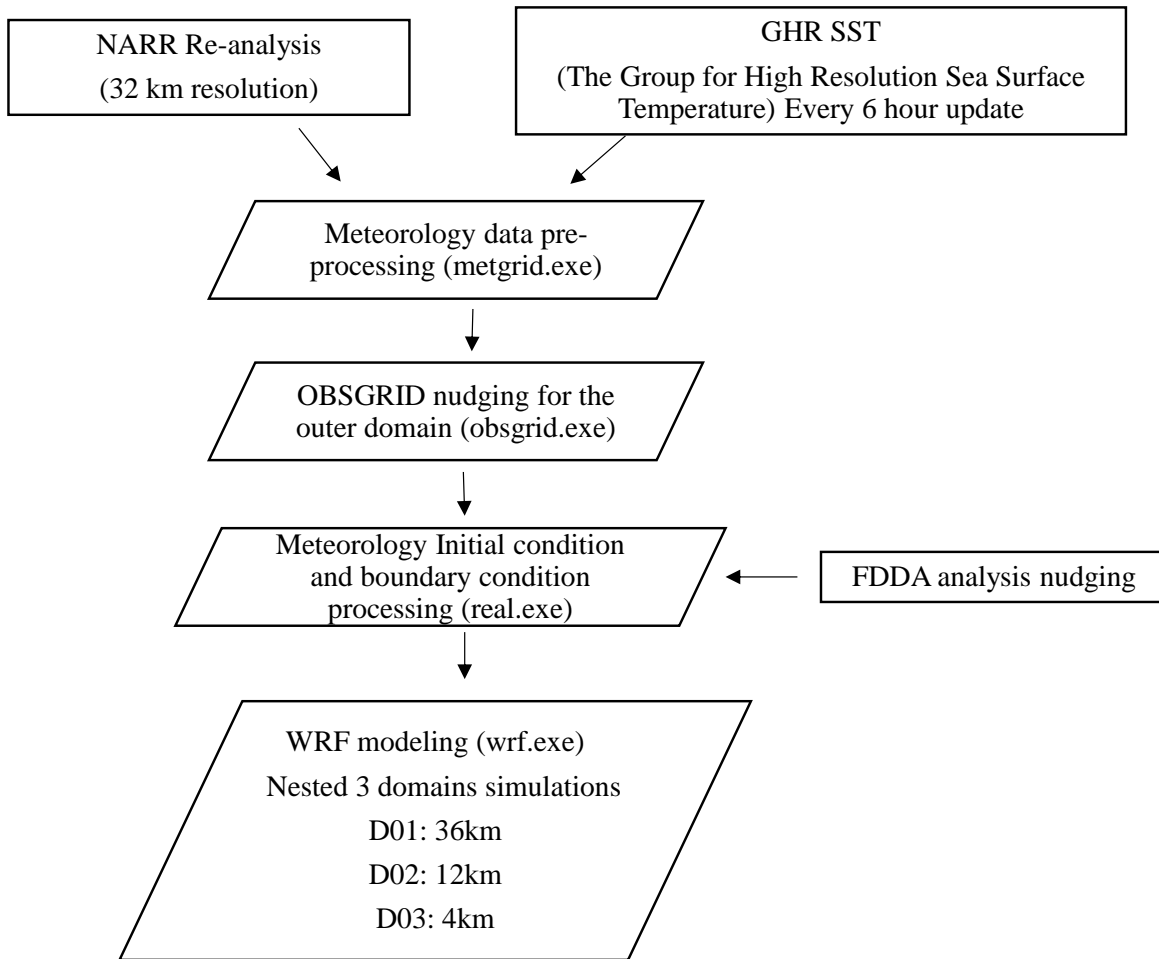 NARR Re-analysis
(32 km resolution)
GHR SST
(The Group for High Resolution Sea Surface
Temperature) Every 6 hour update
Meteorology data pre-
processing (metgrid.exe)
OBSGRID nudging for the
outer domain (obsgrid.exe)
Meteorology Initial condition
and boundary condition
processing (real.exe)
FDDA analysis nudging
WRF modeling (wrf.exe)
Nested 3 domains simulations
D01: 36km
D02: 12km
D03: 4km